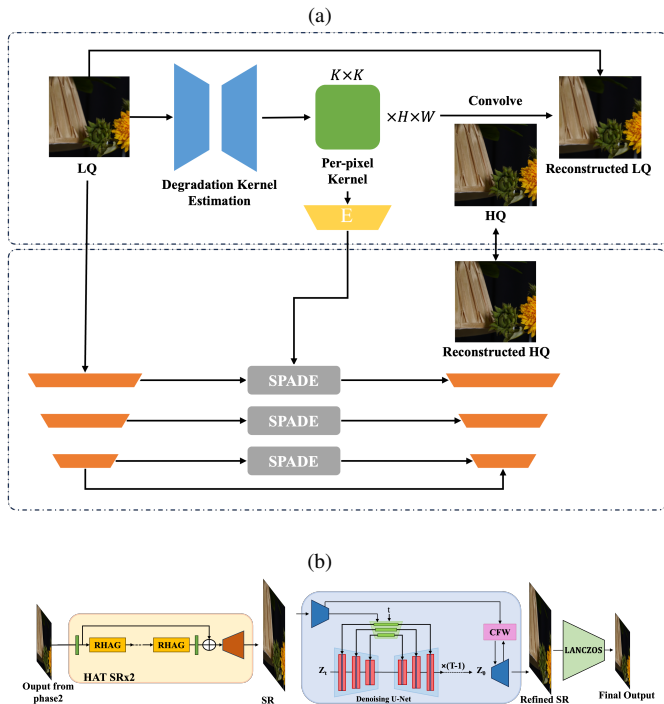 (a)
K×K
×H×W
Convolve
LQ
Degradation Kernel
Estimation
Per-pixel
Kernel
E
HQ
Reconstructed LQ
Reconstructed HQ
SPADE
SPADE
SPADE
(b)
Ouput from
phase2
RHAG
RHAG
HAT SRx2
SR
t
Z_t
Denoising U-Net
×(T-1)
Z_0
CFW
Refined SR
LANCZOS
Final Output